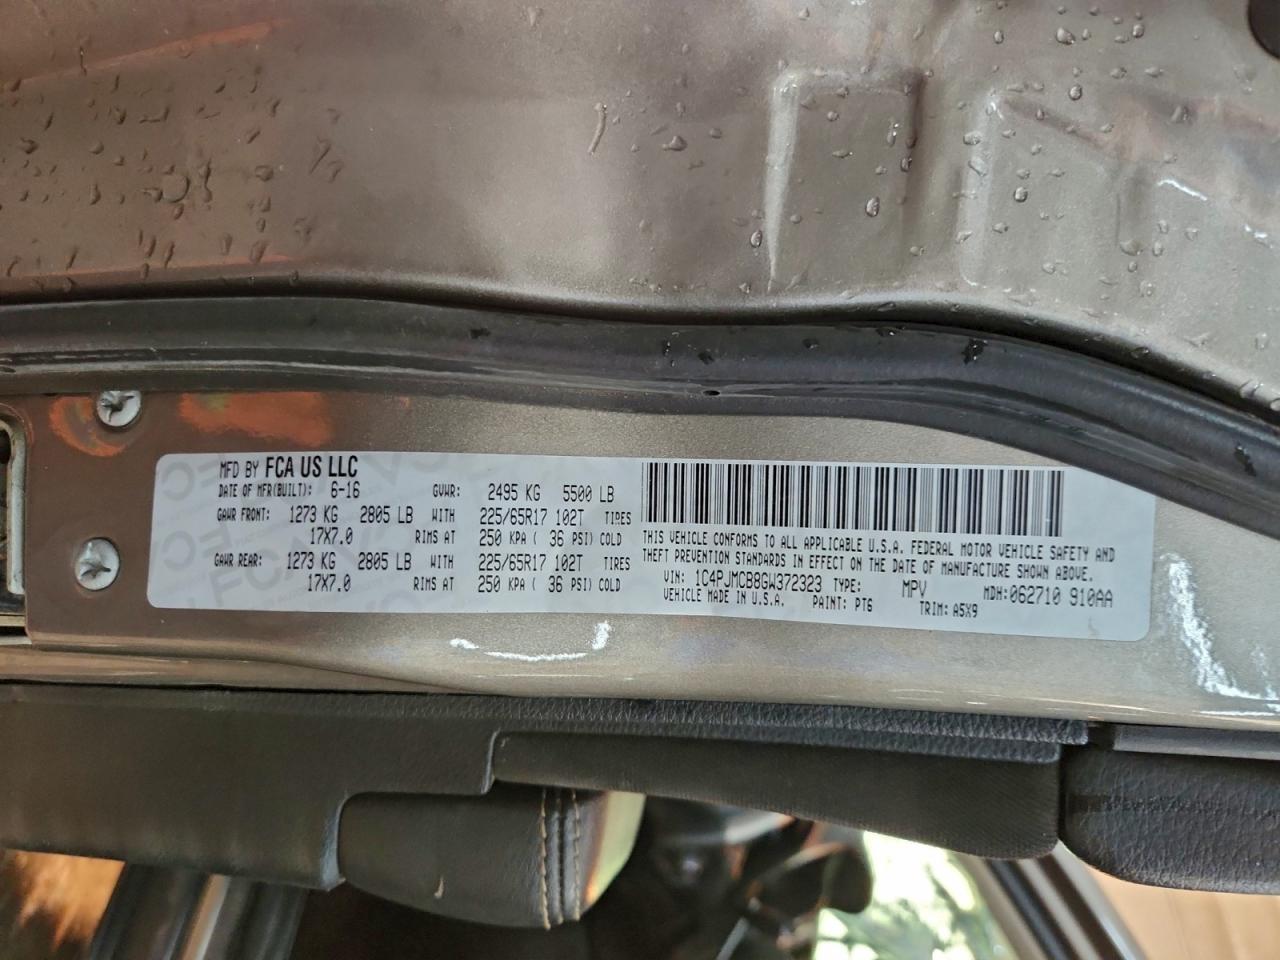 MFD BY FCA US LLC
DATE OF MFR(BUILT): 6-16 GVWR: 2495 KG 5500 LB
GAWR FRONT: 1273 KG 2805 LB WITH 225/65R17 102T TIRES
17X7.0 RIMS AT 250 KPA ( 36 PSI) COLD
GAWR REAR: 1273 KG 2805 LB WITH 225/65R17 102T TIRES
17X7.0 RIMS AT 250 KPA ( 36 PSI) COLD
THIS VEHICLE CONFORMS TO ALL APPLICABLE U.S.A. FEDERAL MOTOR VEHICLE SAFETY AND
THEFT PREVENTION STANDARDS IN EFFECT ON THE DATE OF MANUFACTURE SHOWN ABOVE.
VIN: 1C4PJMCB8GW372323 TYPE: MPV MDH:062710 910AA
VEHICLE MADE IN U.S.A. PAINT: PT6 TRIM: A5X9